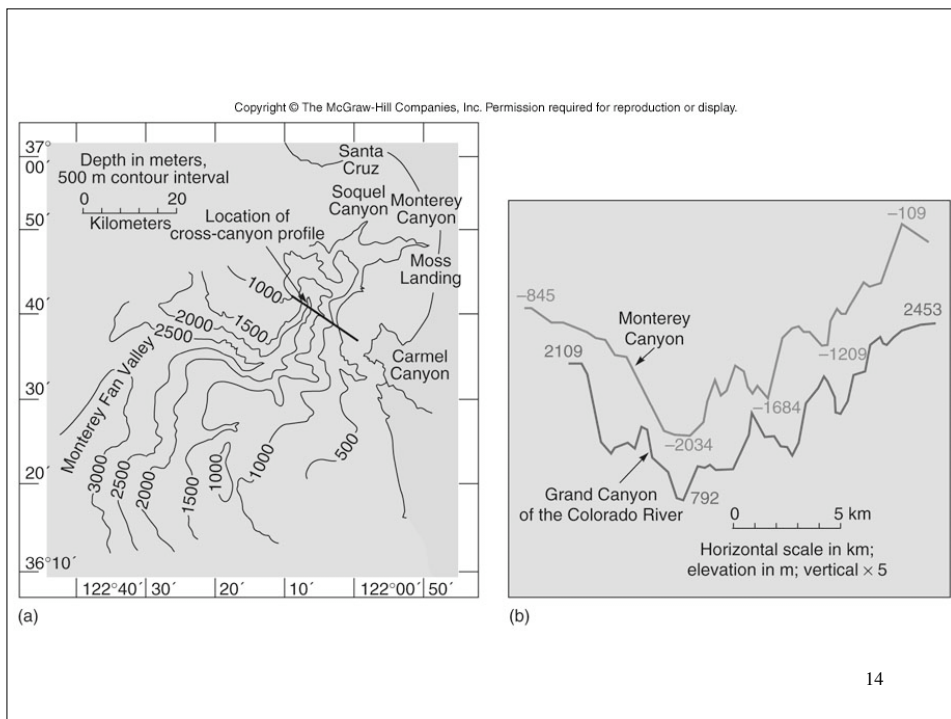 Copyright © The McGraw-Hill Companies, Inc. Permission required for reproduction or display.
37°
00´
50´
40´
30´
20´
36°10´
Depth in meters,
500 m contour interval
0 20
Kilometers
Location of
cross-canyon profile
Santa
Cruz
Soquel
Canyon
Monterey
Canyon
Moss
Landing
Carmel
Canyon
Monterey Fan Valley
1000
1500
2000
2500
3000
2500
2000
1500
1000
1000
500
122°40´ 30 20´ 10´ 122°00´ 50´
(a)
−109
−845
2453
Monterey
Canyon
2109
−1209
−1684
−2034
792
Grand Canyon
of the Colorado River
0 5 km
Horizontal scale in km;
elevation in m; vertical × 5
(b)
14